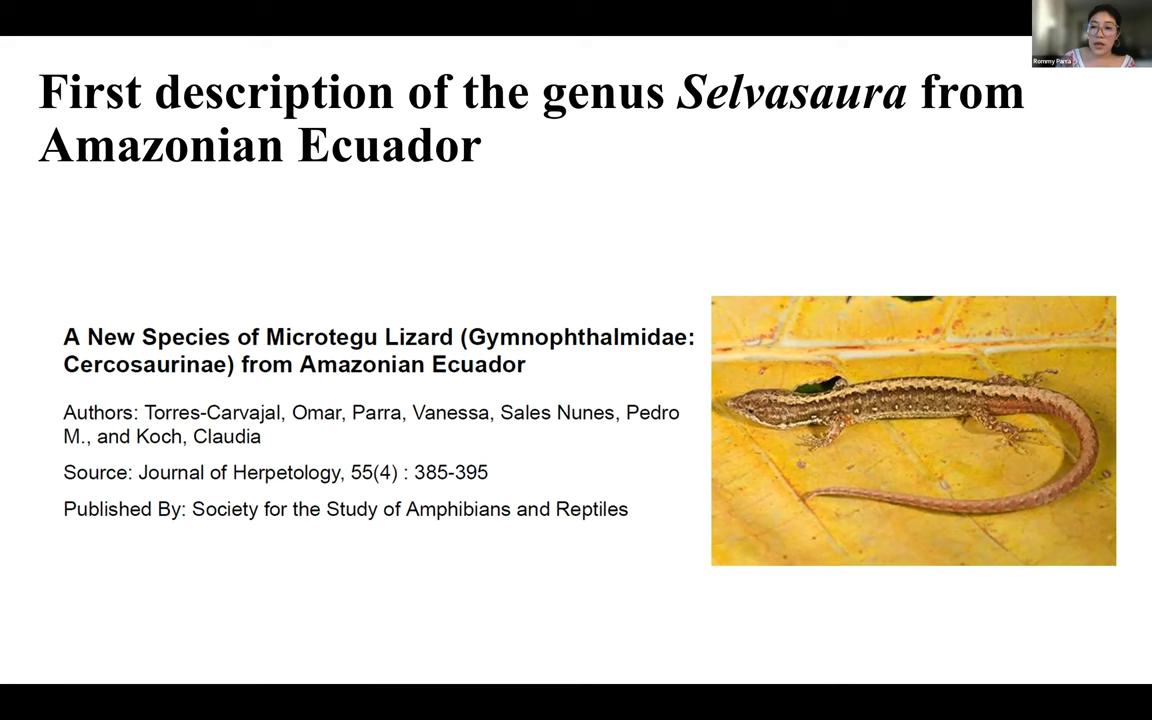 First description of the genus Selvasaura from
Amazonian Ecuador
Rommy Parra
A New Species of Microtegu Lizard (Gymnophthalmidae:
Cercosaurinae) from Amazonian Ecuador
Authors: Torres-Carvajal, Omar, Parra, Vanessa, Sales Nunes, Pedro
M., and Koch, Claudia
Source: Journal of Herpetology, 55(4) : 385-395
Published By: Society for the Study of Amphibians and Reptiles